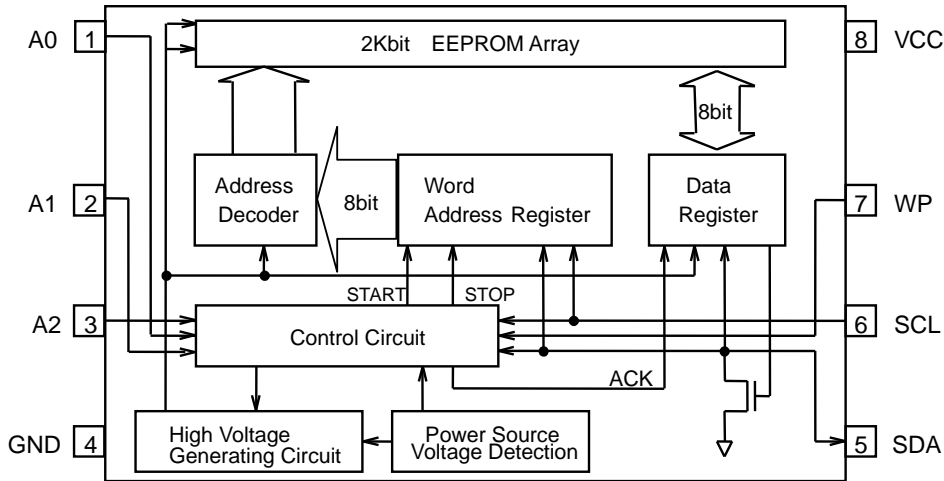 A0 1
2Kbit EEPROM Array
8 VCC
8bit
A1 2
Address
Decoder
8bit
Word
Address Register
Data
Register
7 WP
START
STOP
A2 3
Control Circuit
6 SCL
ACK
GND 4
High Voltage
Generating Circuit
Power Source
Voltage Detection
5 SDA